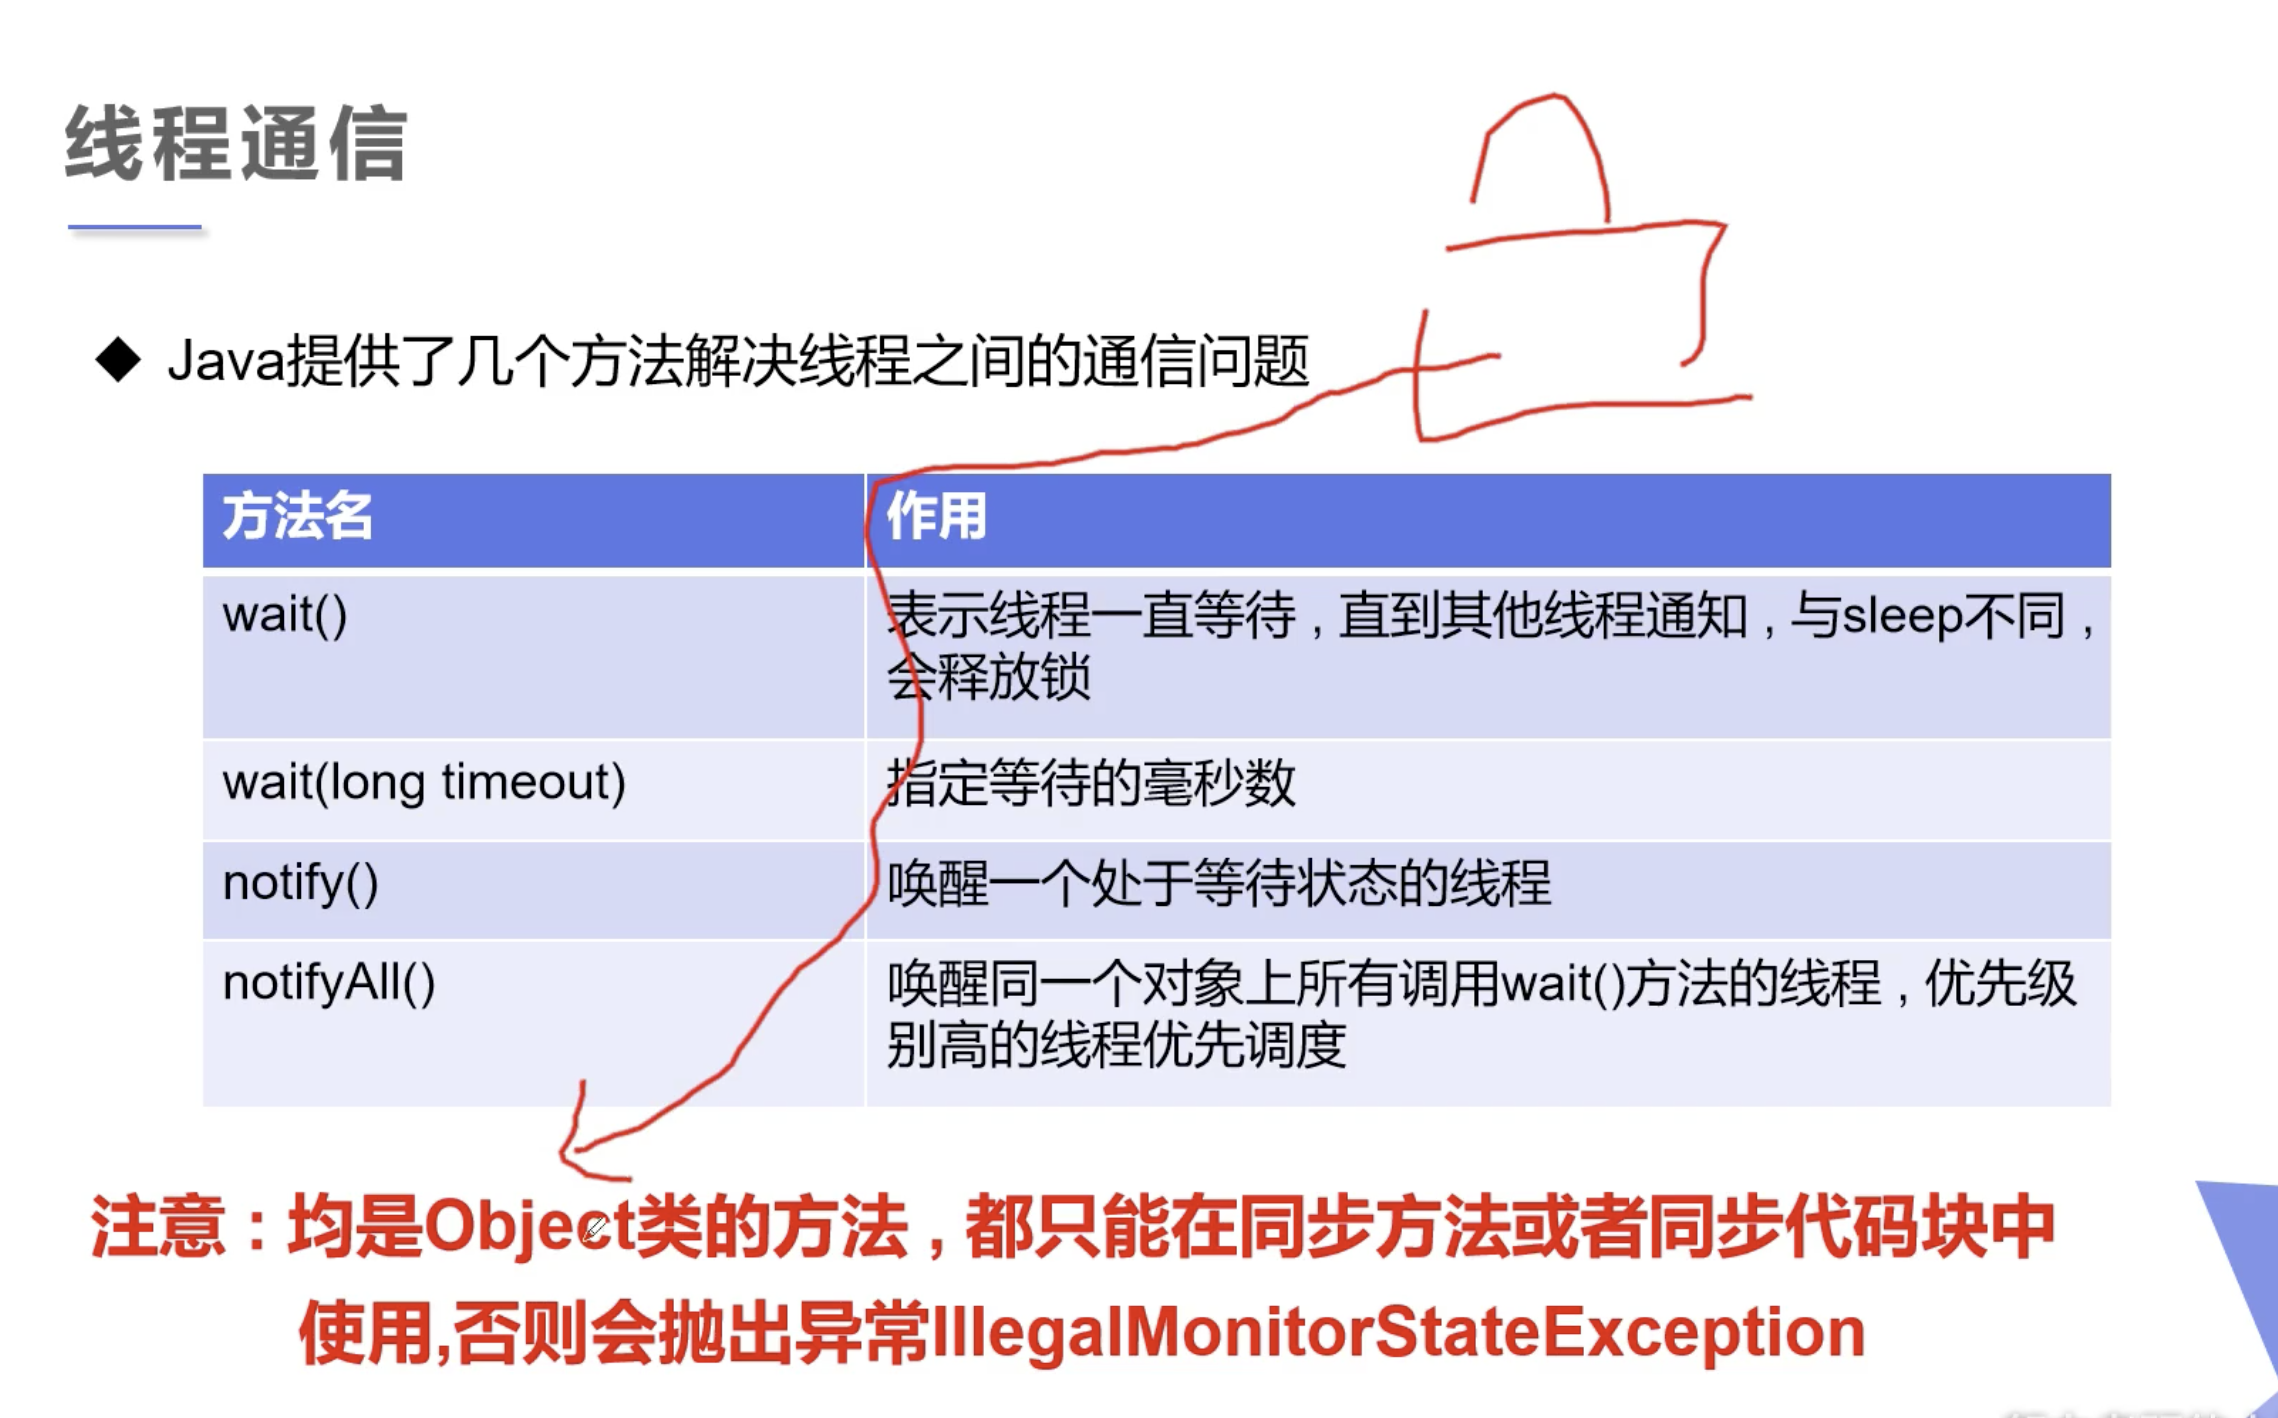 线程通信
Java提供了几个方法解决线程之间的通信问题
方法名 作用
wait() 表示线程一直等待，直到其他线程通知，与sleep不同，
会释放锁
wait(long timeout) 指定等待的毫秒数
notify() 唤醒一个处于等待状态的线程
notifyAll() 唤醒同一个对象上所有调用wait()方法的线程，优先级
别高的线程优先调度
注意：均是Object类的方法，都只能在同步方法或者同步代码块中
使用,否则会抛出异常IllegalMonitorStateException